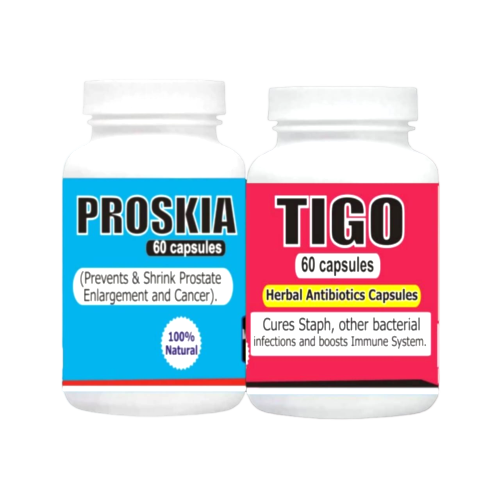 PROSKIA
60 capsules
(Prevents & Shrink Prostate
Enlargement and Cancer).
100%
Natural
TIGO
60 capsules
Herbal Antibiotics Capsules
Cures Staph, other bacterial
infections and boosts Immune System.